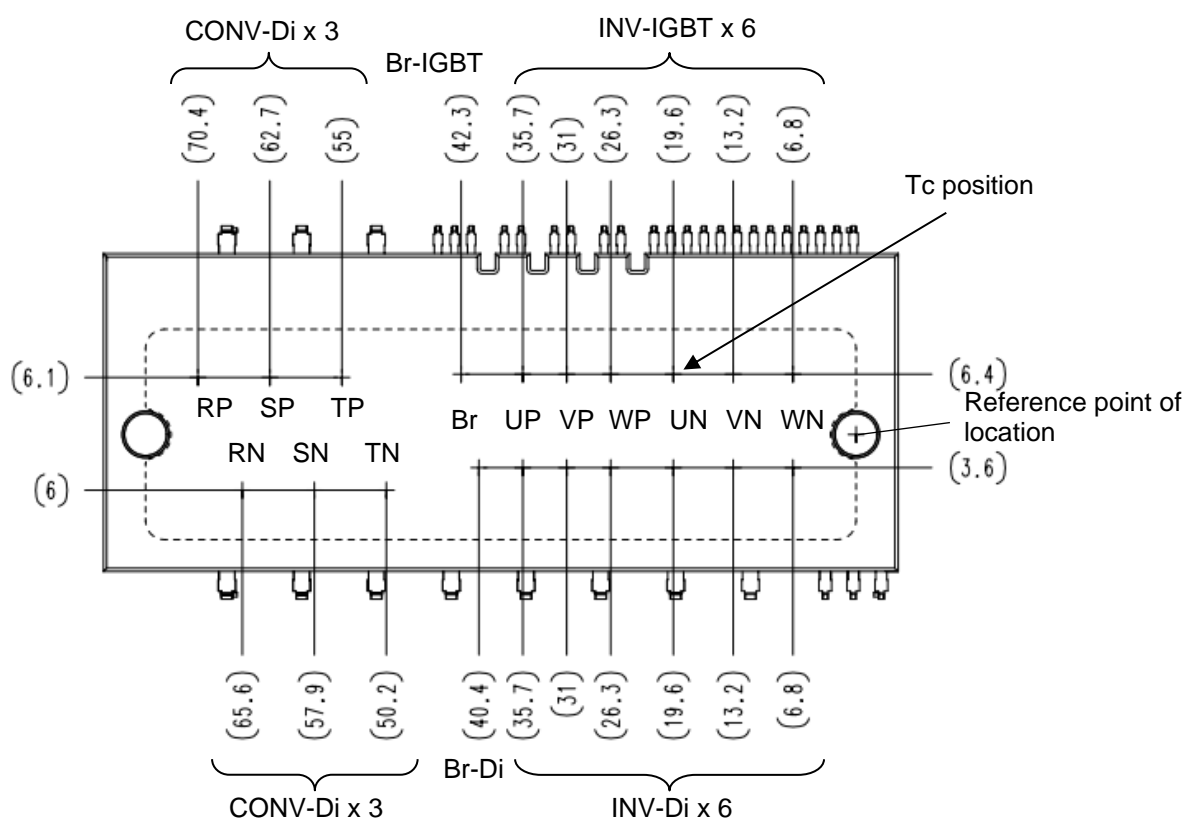 CONV-Di x 3
INV-IGBT x 6
Br-IGBT
(70.4)
(62.7)
(55)
(42.3)
(35.7)
(31)
(26.3)
(19.6)
(13.2)
(6.8)
Tc position
(6.1)
(6.4)
RP SP TP
Br UP VP WP UN VN WN
Reference point of
location
RN SN TN
(6)
(3.6)
(65.6)
(57.9)
(50.2)
(40.4)
(35.7)
(31)
(26.3)
(19.6)
(13.2)
(6.8)
Br-Di
CONV-Di x 3
INV-Di x 6